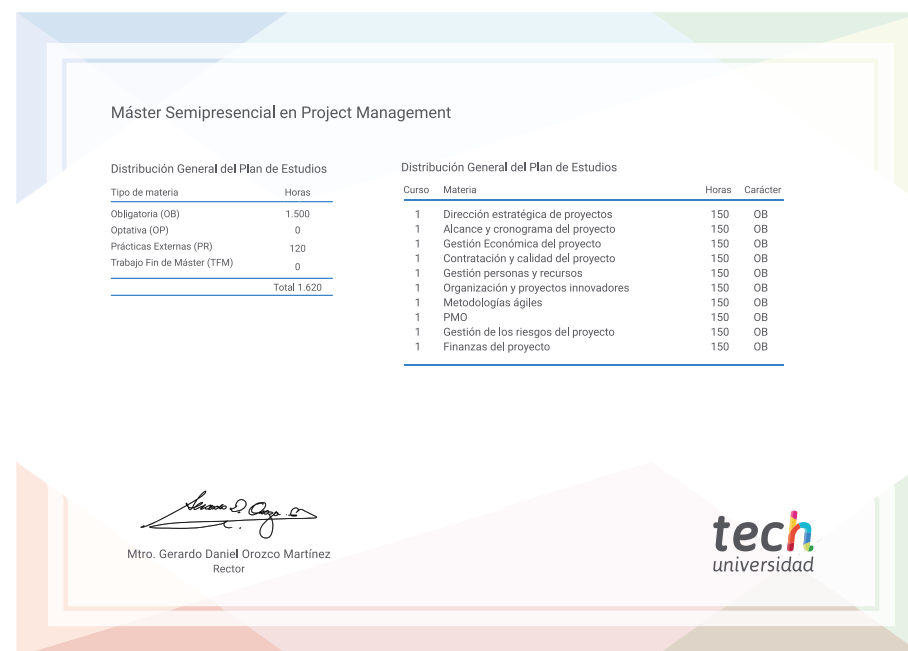 Máster Semipresencial en Project Management
Distribución General del Plan de Estudios
Tipo de materia Horas
Obligatoria (OB) 1.500
Optativa (OP) 0
Prácticas Externas (PR) 120
Trabajo Fin de Máster (TFM) 0
Total 1.620
Distribución General del Plan de Estudios
Curso Materia Horas Carácter
1 Dirección estratégica de proyectos 150 OB
1 Alcance y cronograma del proyecto 150 OB
1 Gestión Económica del proyecto 150 OB
1 Contratación y calidad del proyecto 150 OB
1 Gestión personas y recursos 150 OB
1 Organización y proyectos innovadores 150 OB
1 Metodologías ágiles 150 OB
1 PMO 150 OB
1 Gestión de los riesgos del proyecto 150 OB
1 Finanzas del proyecto 150 OB
Mtro. Gerardo Daniel Orozco Martínez
Rector
tech
universidad